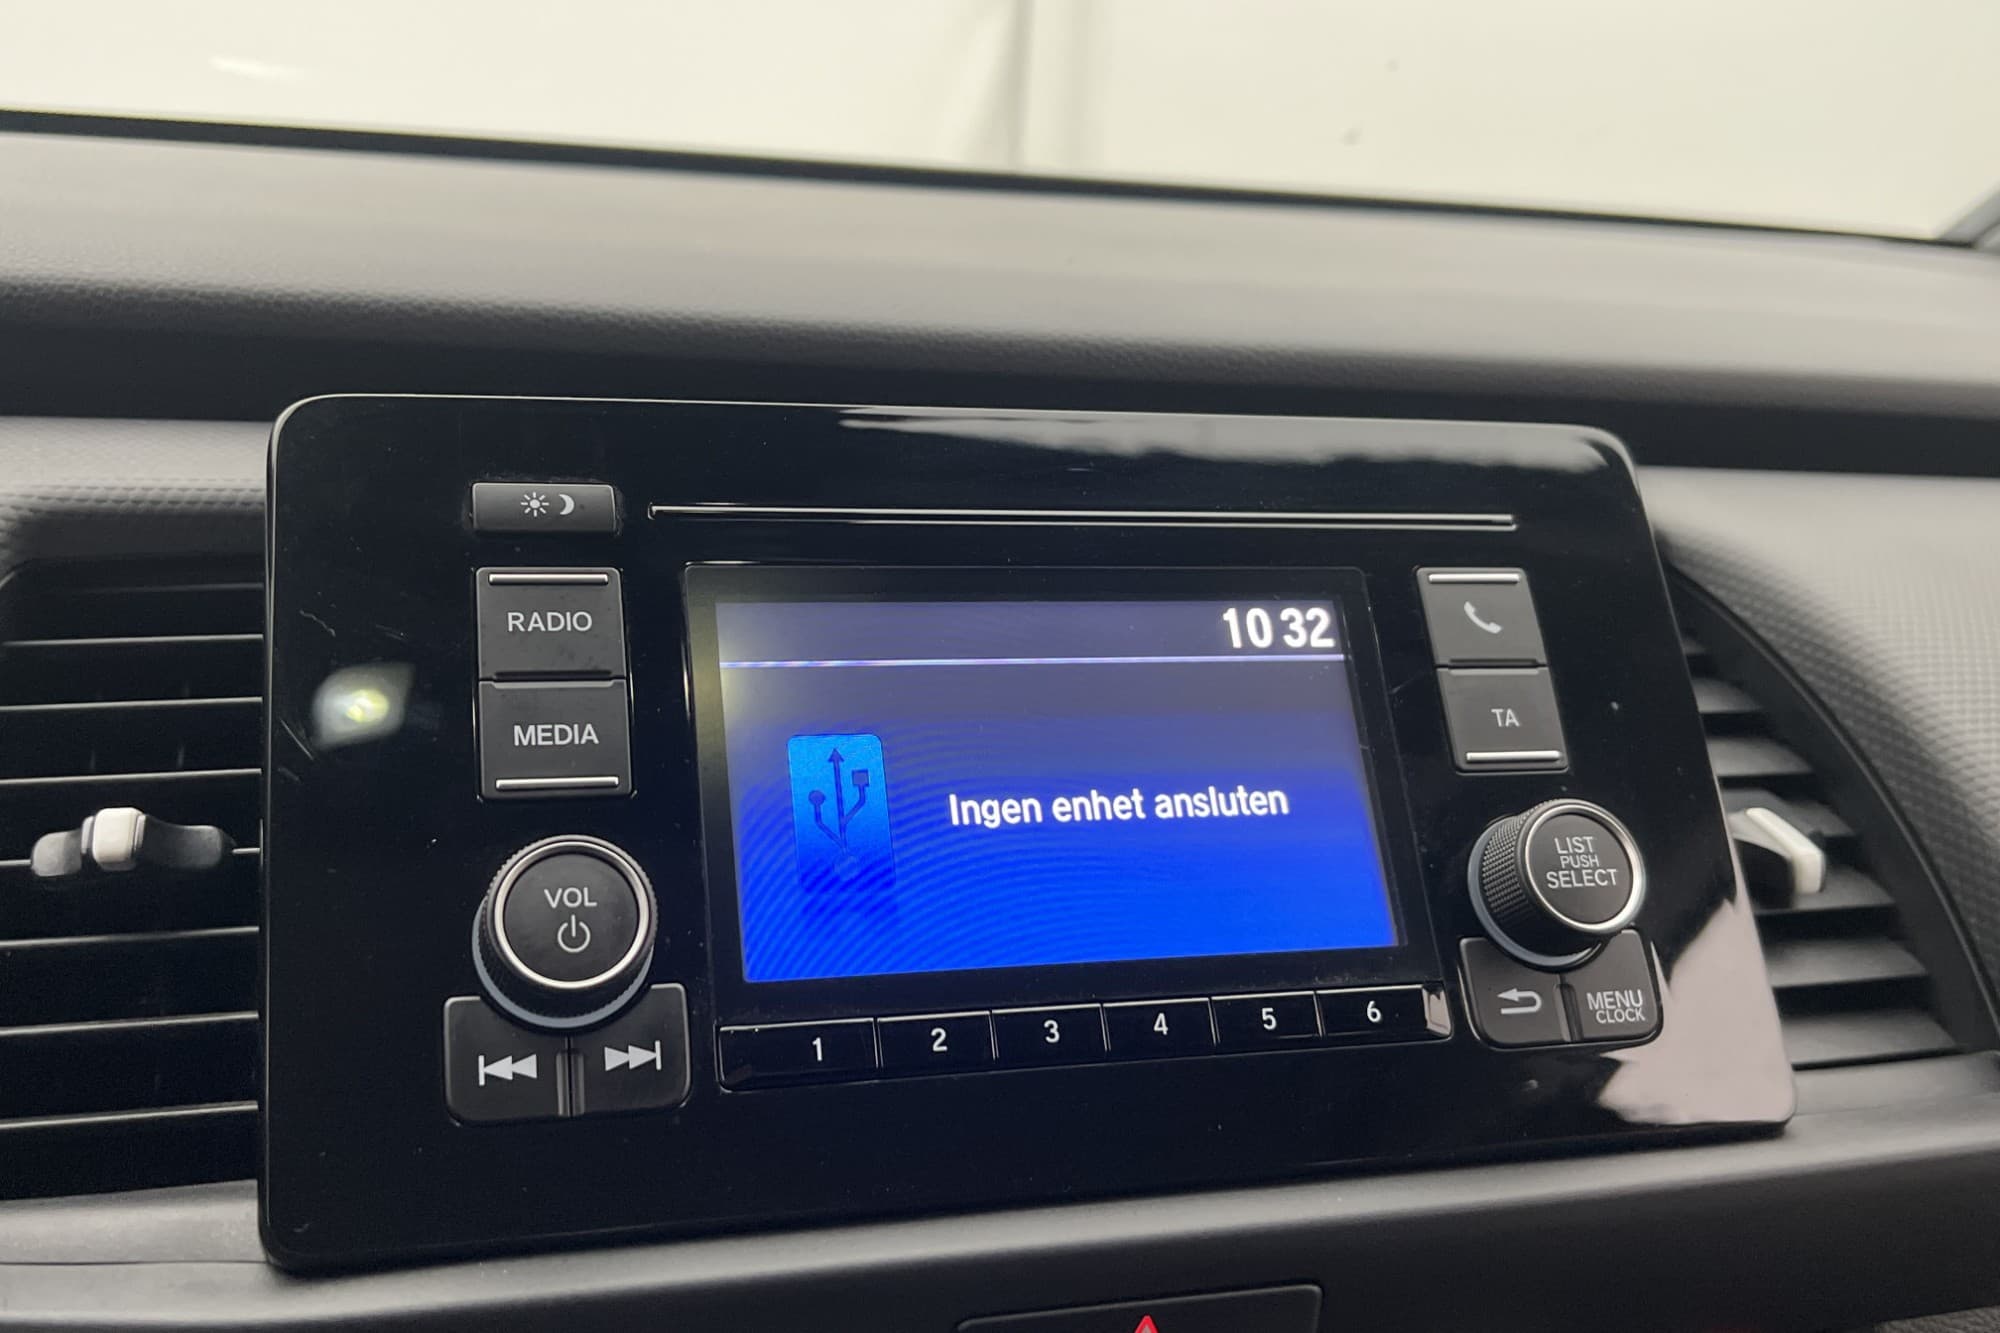 RADIO
MEDIA
VOL
10 32
Ingen enhet ansluten
TA
LIST
PUSH
SELECT
MENU
CLOCK
1 2 3 4 5 6